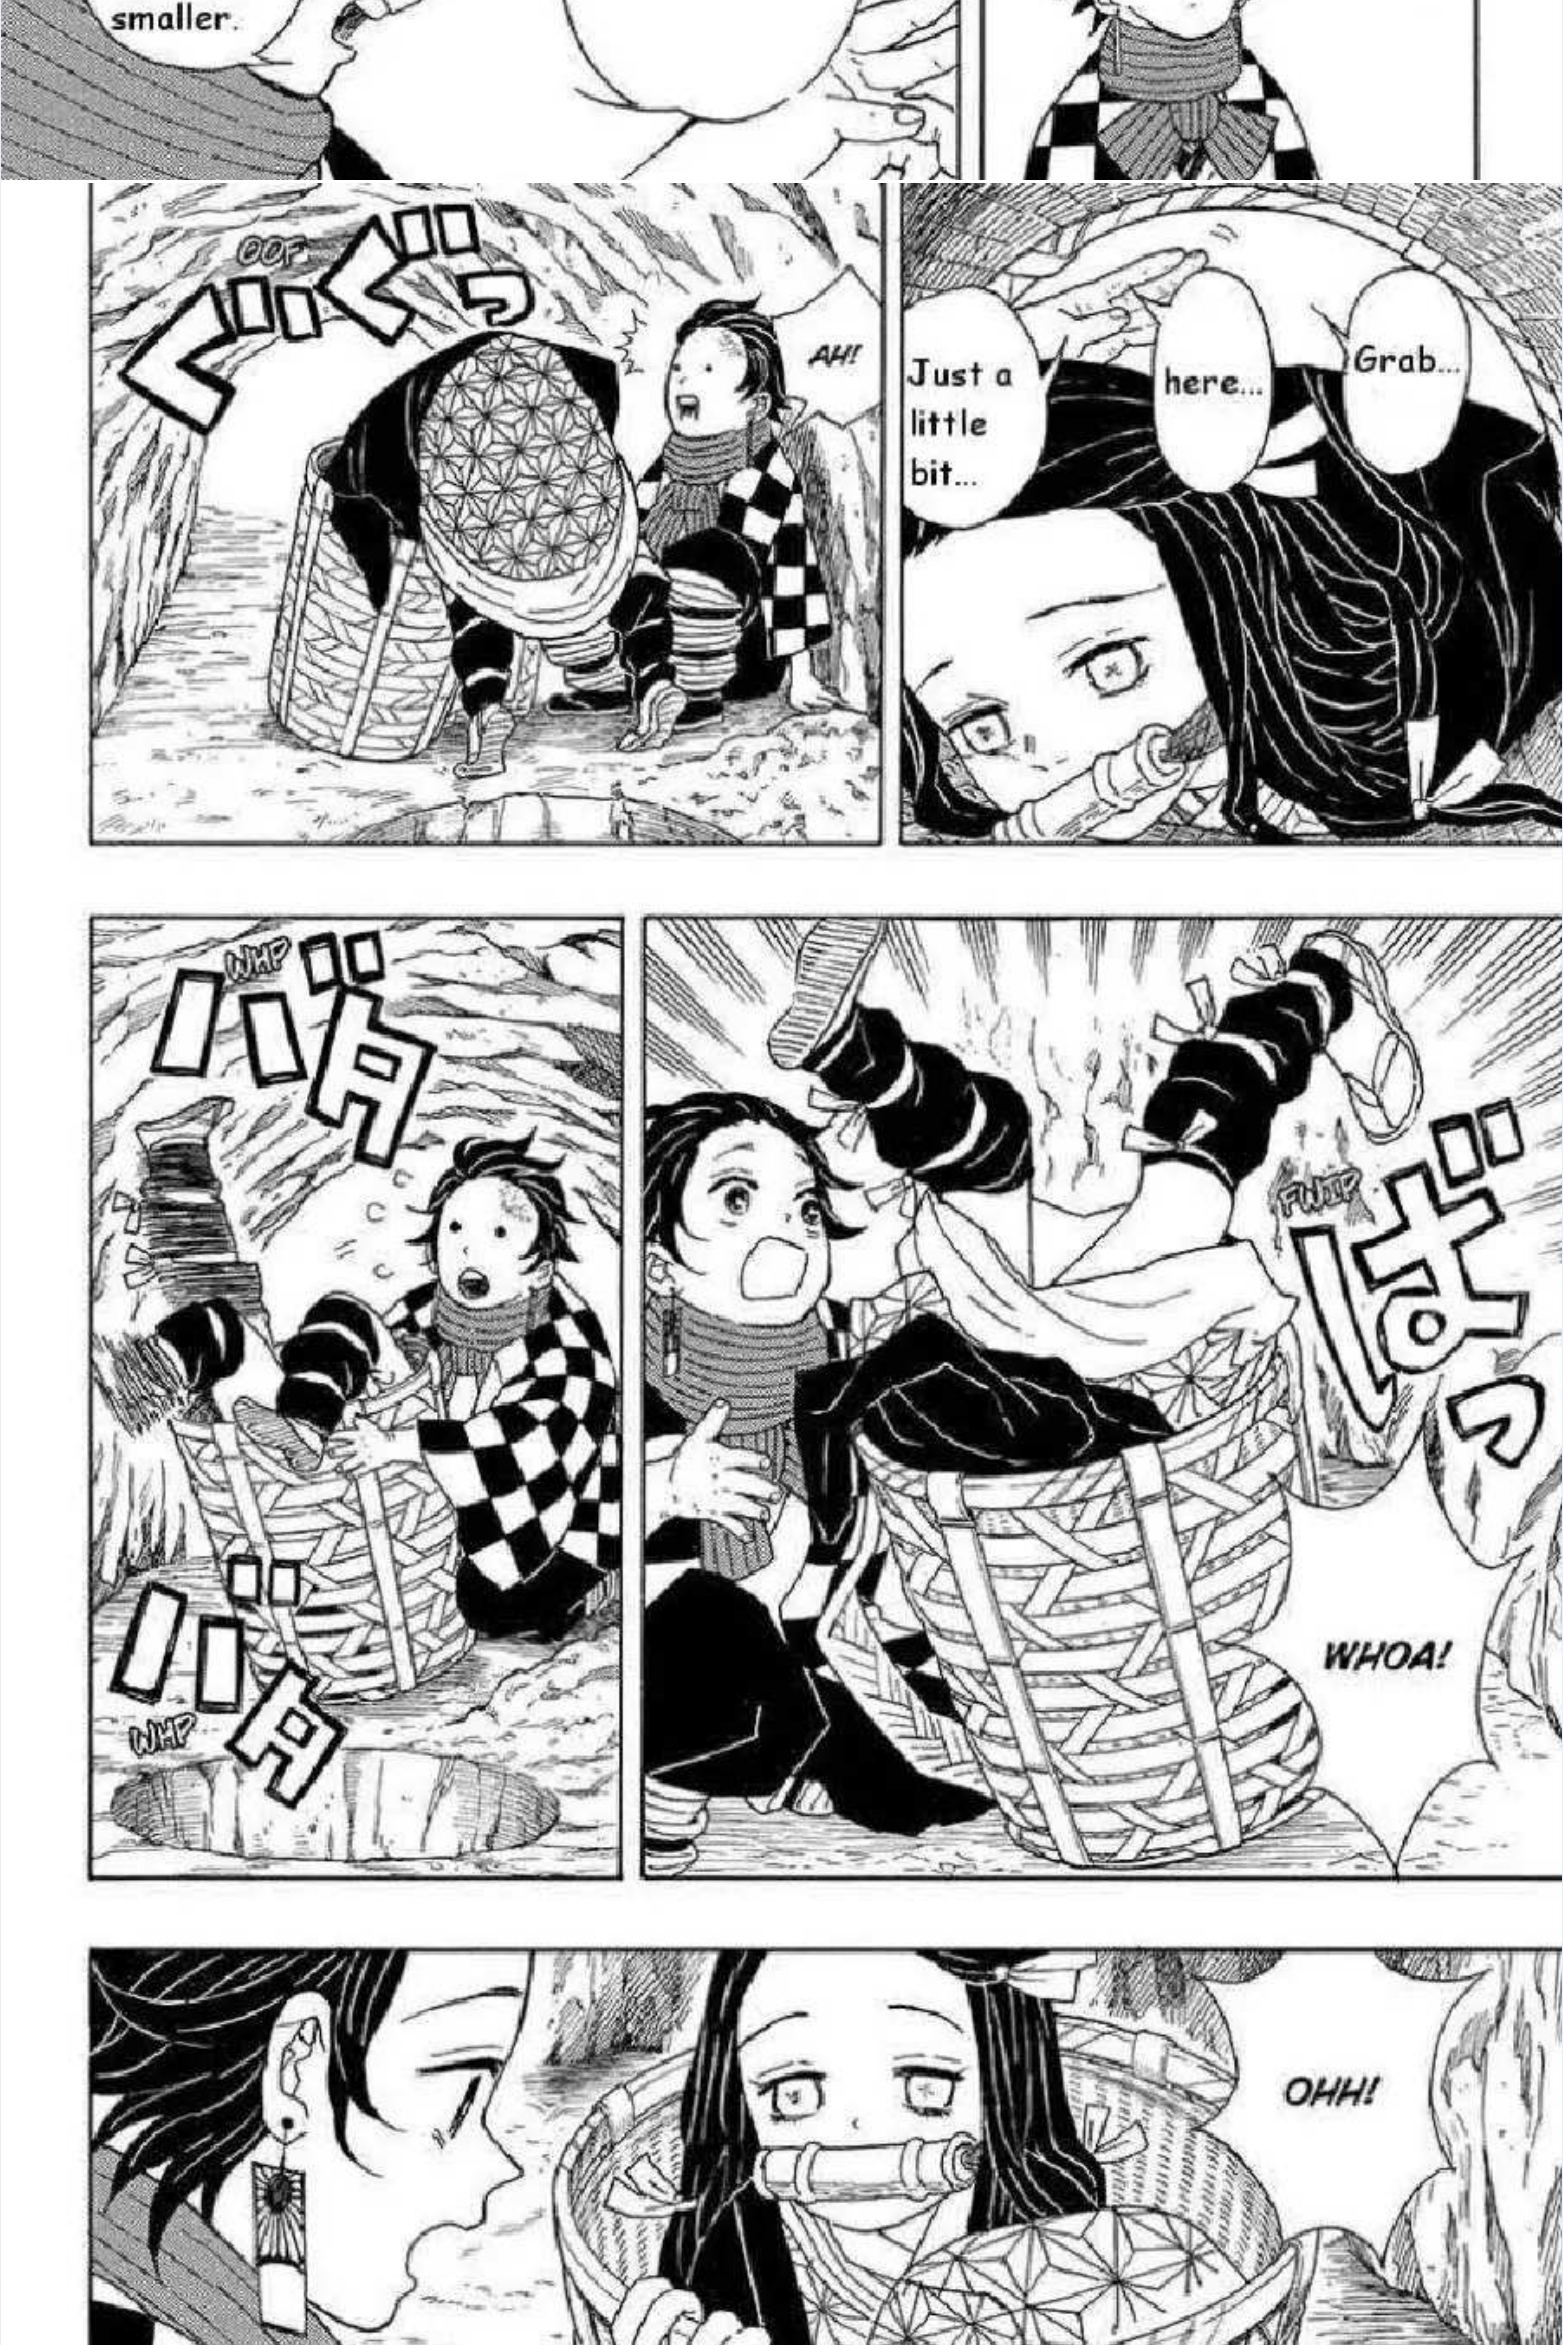 smaller.
Grab...
here...
Just a
little
bit...
AH!
OOF
ぐぐっ
ばっ
FWIP
WHOA!
WHP
バタ
バタ
WHP
OHH!